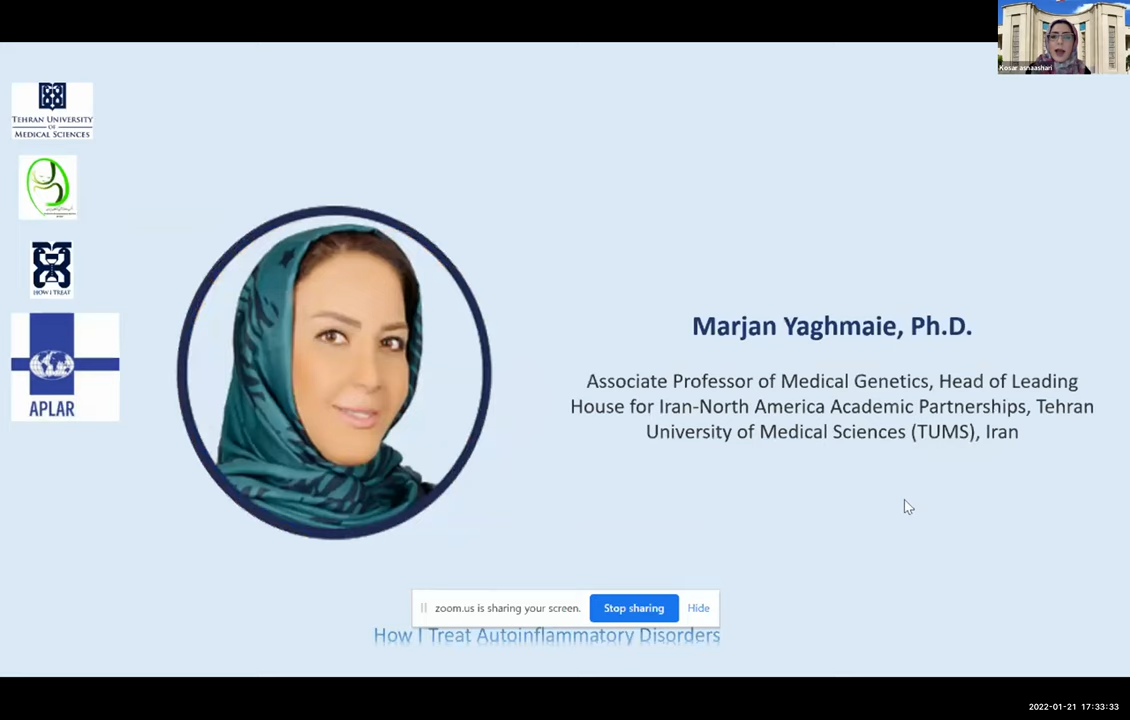 Kosar asnaashari
TEHRAN UNIVERSITY
OF
MEDICAL SCIENCES
HOW I TREAT
APLAR
Marjan Yaghmaie, Ph.D.
Associate Professor of Medical Genetics, Head of Leading
House for Iran-North America Academic Partnerships, Tehran
University of Medical Sciences (TUMS), Iran
zoom.us is sharing your screen. Stop sharing Hide
How I Treat Autoinflammatory Disorders
2022-01-21 17:33:33